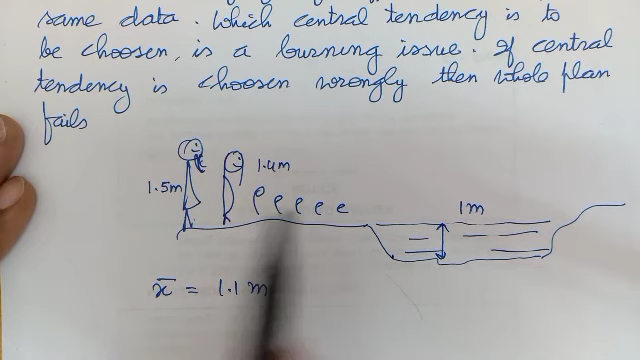 same data. Which central tendency is to
be choosen, is a burning issue. If central
tendency is choosen wrongly then whole plan
fails
1.5m
1.4m
1m
x̄ = 1.1 m